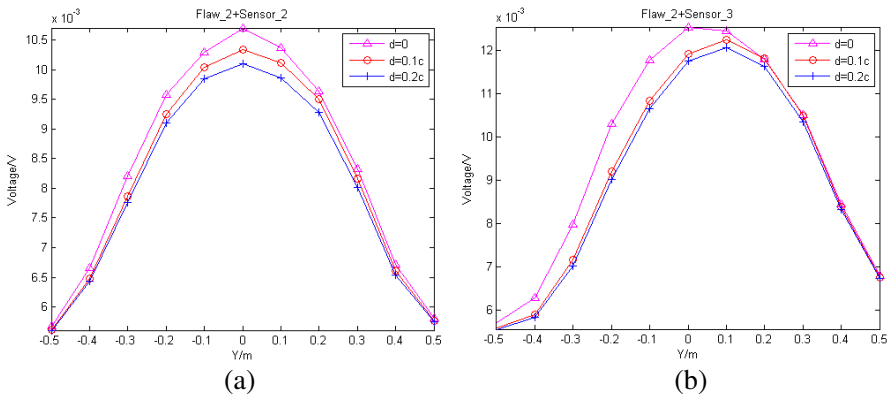 x 10⁻³
Flaw_2+Sensor_2
10.5
10
9.5
9
8.5
8
7.5
7
6.5
6
Voltage/V
d=0
d=0.1c
d=0.2c
-0.5 -0.4 -0.3 -0.2 -0.1 0 0.1 0.2 0.3 0.4 0.5
Y/m
(a)
x 10⁻³
Flaw_2+Sensor_3
12
11
10
9
8
7
6
Voltage/V
d=0
d=0.1c
d=0.2c
-0.5 -0.4 -0.3 -0.2 -0.1 0 0.1 0.2 0.3 0.4 0.5
Y/m
(b)